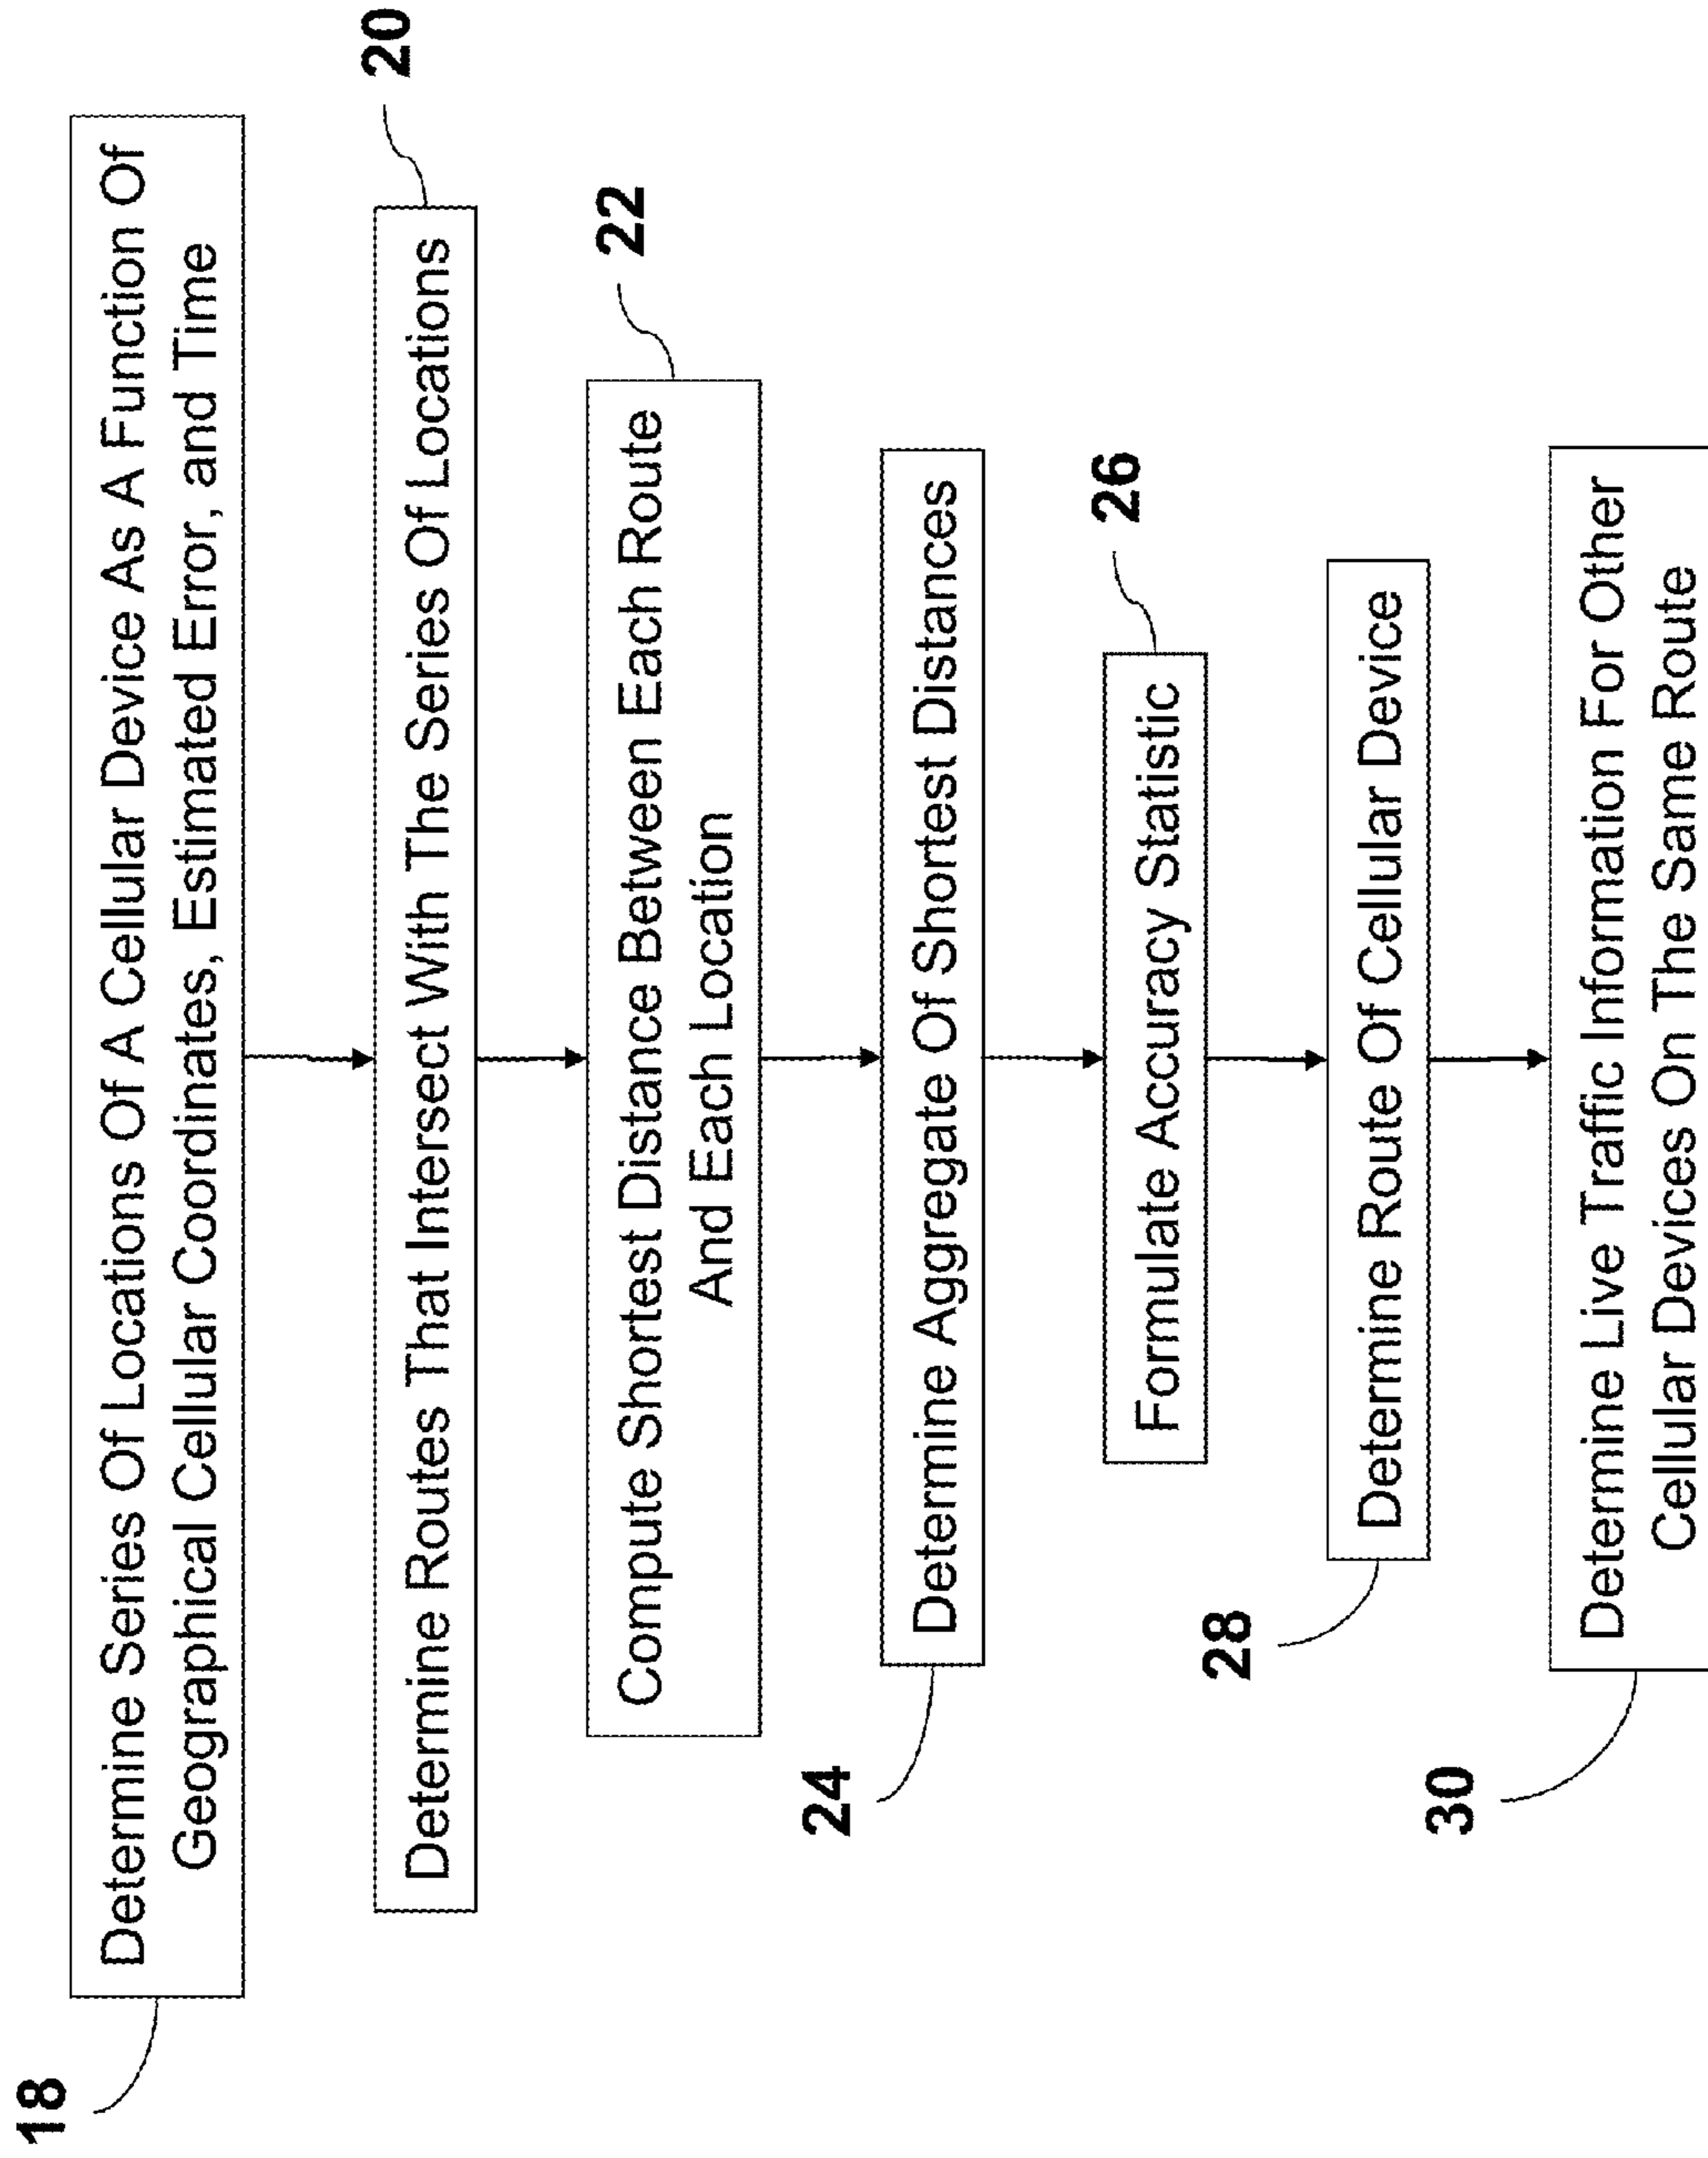 18
Determine Series Of Locations Of A Cellular Device As A Function Of
Geographical Cellular Coordinates, Estimated Error, and Time
20
Determine Routes That Intersect With The Series Of Locations
22
Compute Shortest Distance Between Each Route
And Each Location
24
Determine Aggregate Of Shortest Distances
26
Formulate Accuracy Statistic
28
Determine Route Of Cellular Device
30
Determine Live Traffic Information For Other
Cellular Devices On The Same Route